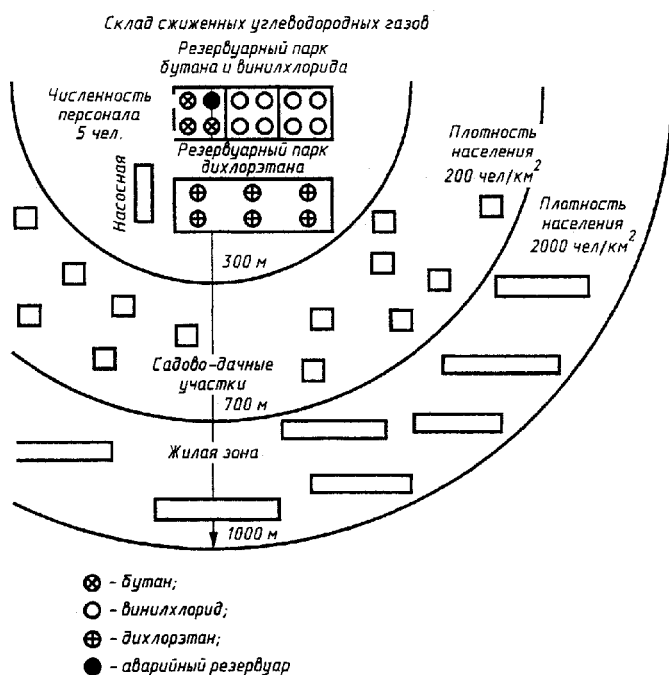 Склад сжиженных углеводородных газов
Резервуарный парк
бутана и винилхлорида
Численность
персонала
5 чел.
Резервуарный парк
дихлорэтана
Насосная
Плотность
населения
200 чел/км²
Плотность
населения
2000 чел/км²
300 м
Садово-дачные
участки
700 м
Жилая зона
1000 м
- бутан;
- винилхлорид;
- дихлорэтан;
- аварийный резервуар